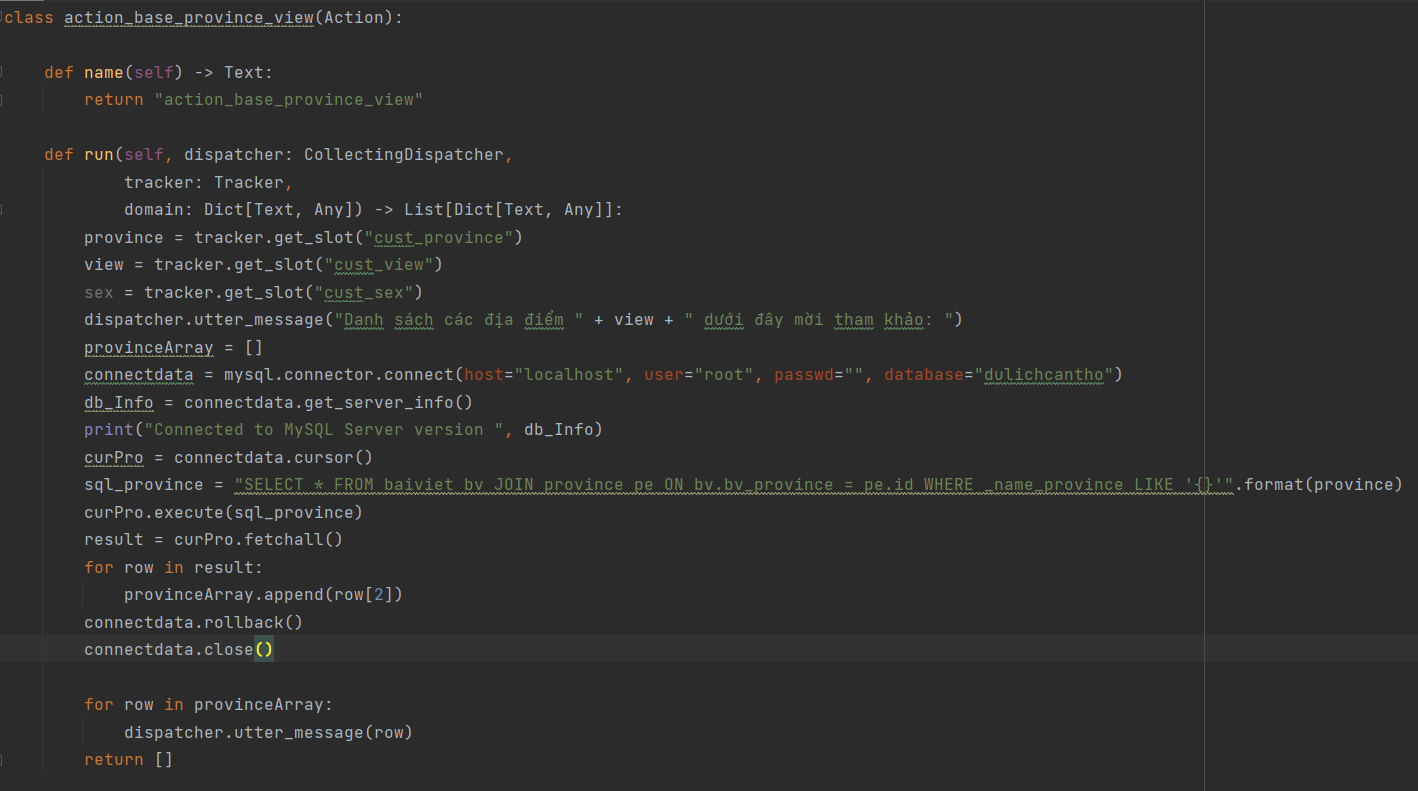 class action_base_province_view(Action):
def name(self) -> Text:
return "action_base_province_view"
def run(self, dispatcher: CollectingDispatcher,
tracker: Tracker,
domain: Dict[Text, Any]) -> List[Dict[Text, Any]]:
province = tracker.get_slot("cust_province")
view = tracker.get_slot("cust_view")
sex = tracker.get_slot("cust_sex")
dispatcher.utter_message("Danh sách các địa điểm " + view + " dưới đây mời tham khảo: ")
provinceArray = []
connectdata = mysql.connector.connect(host="localhost", user="root", passwd="", database="dulichcantho")
db_Info = connectdata.get_server_info()
print("Connected to MySQL Server version ", db_Info)
curPro = connectdata.cursor()
sql_province = "SELECT * FROM baiviet bv JOIN province pe ON bv.bv_province = pe.id WHERE _name_province LIKE '{}'".format(province)
curPro.execute(sql_province)
result = curPro.fetchall()
for row in result:
provinceArray.append(row[2])
connectdata.rollback()
connectdata.close()
for row in provinceArray:
dispatcher.utter_message(row)
return []